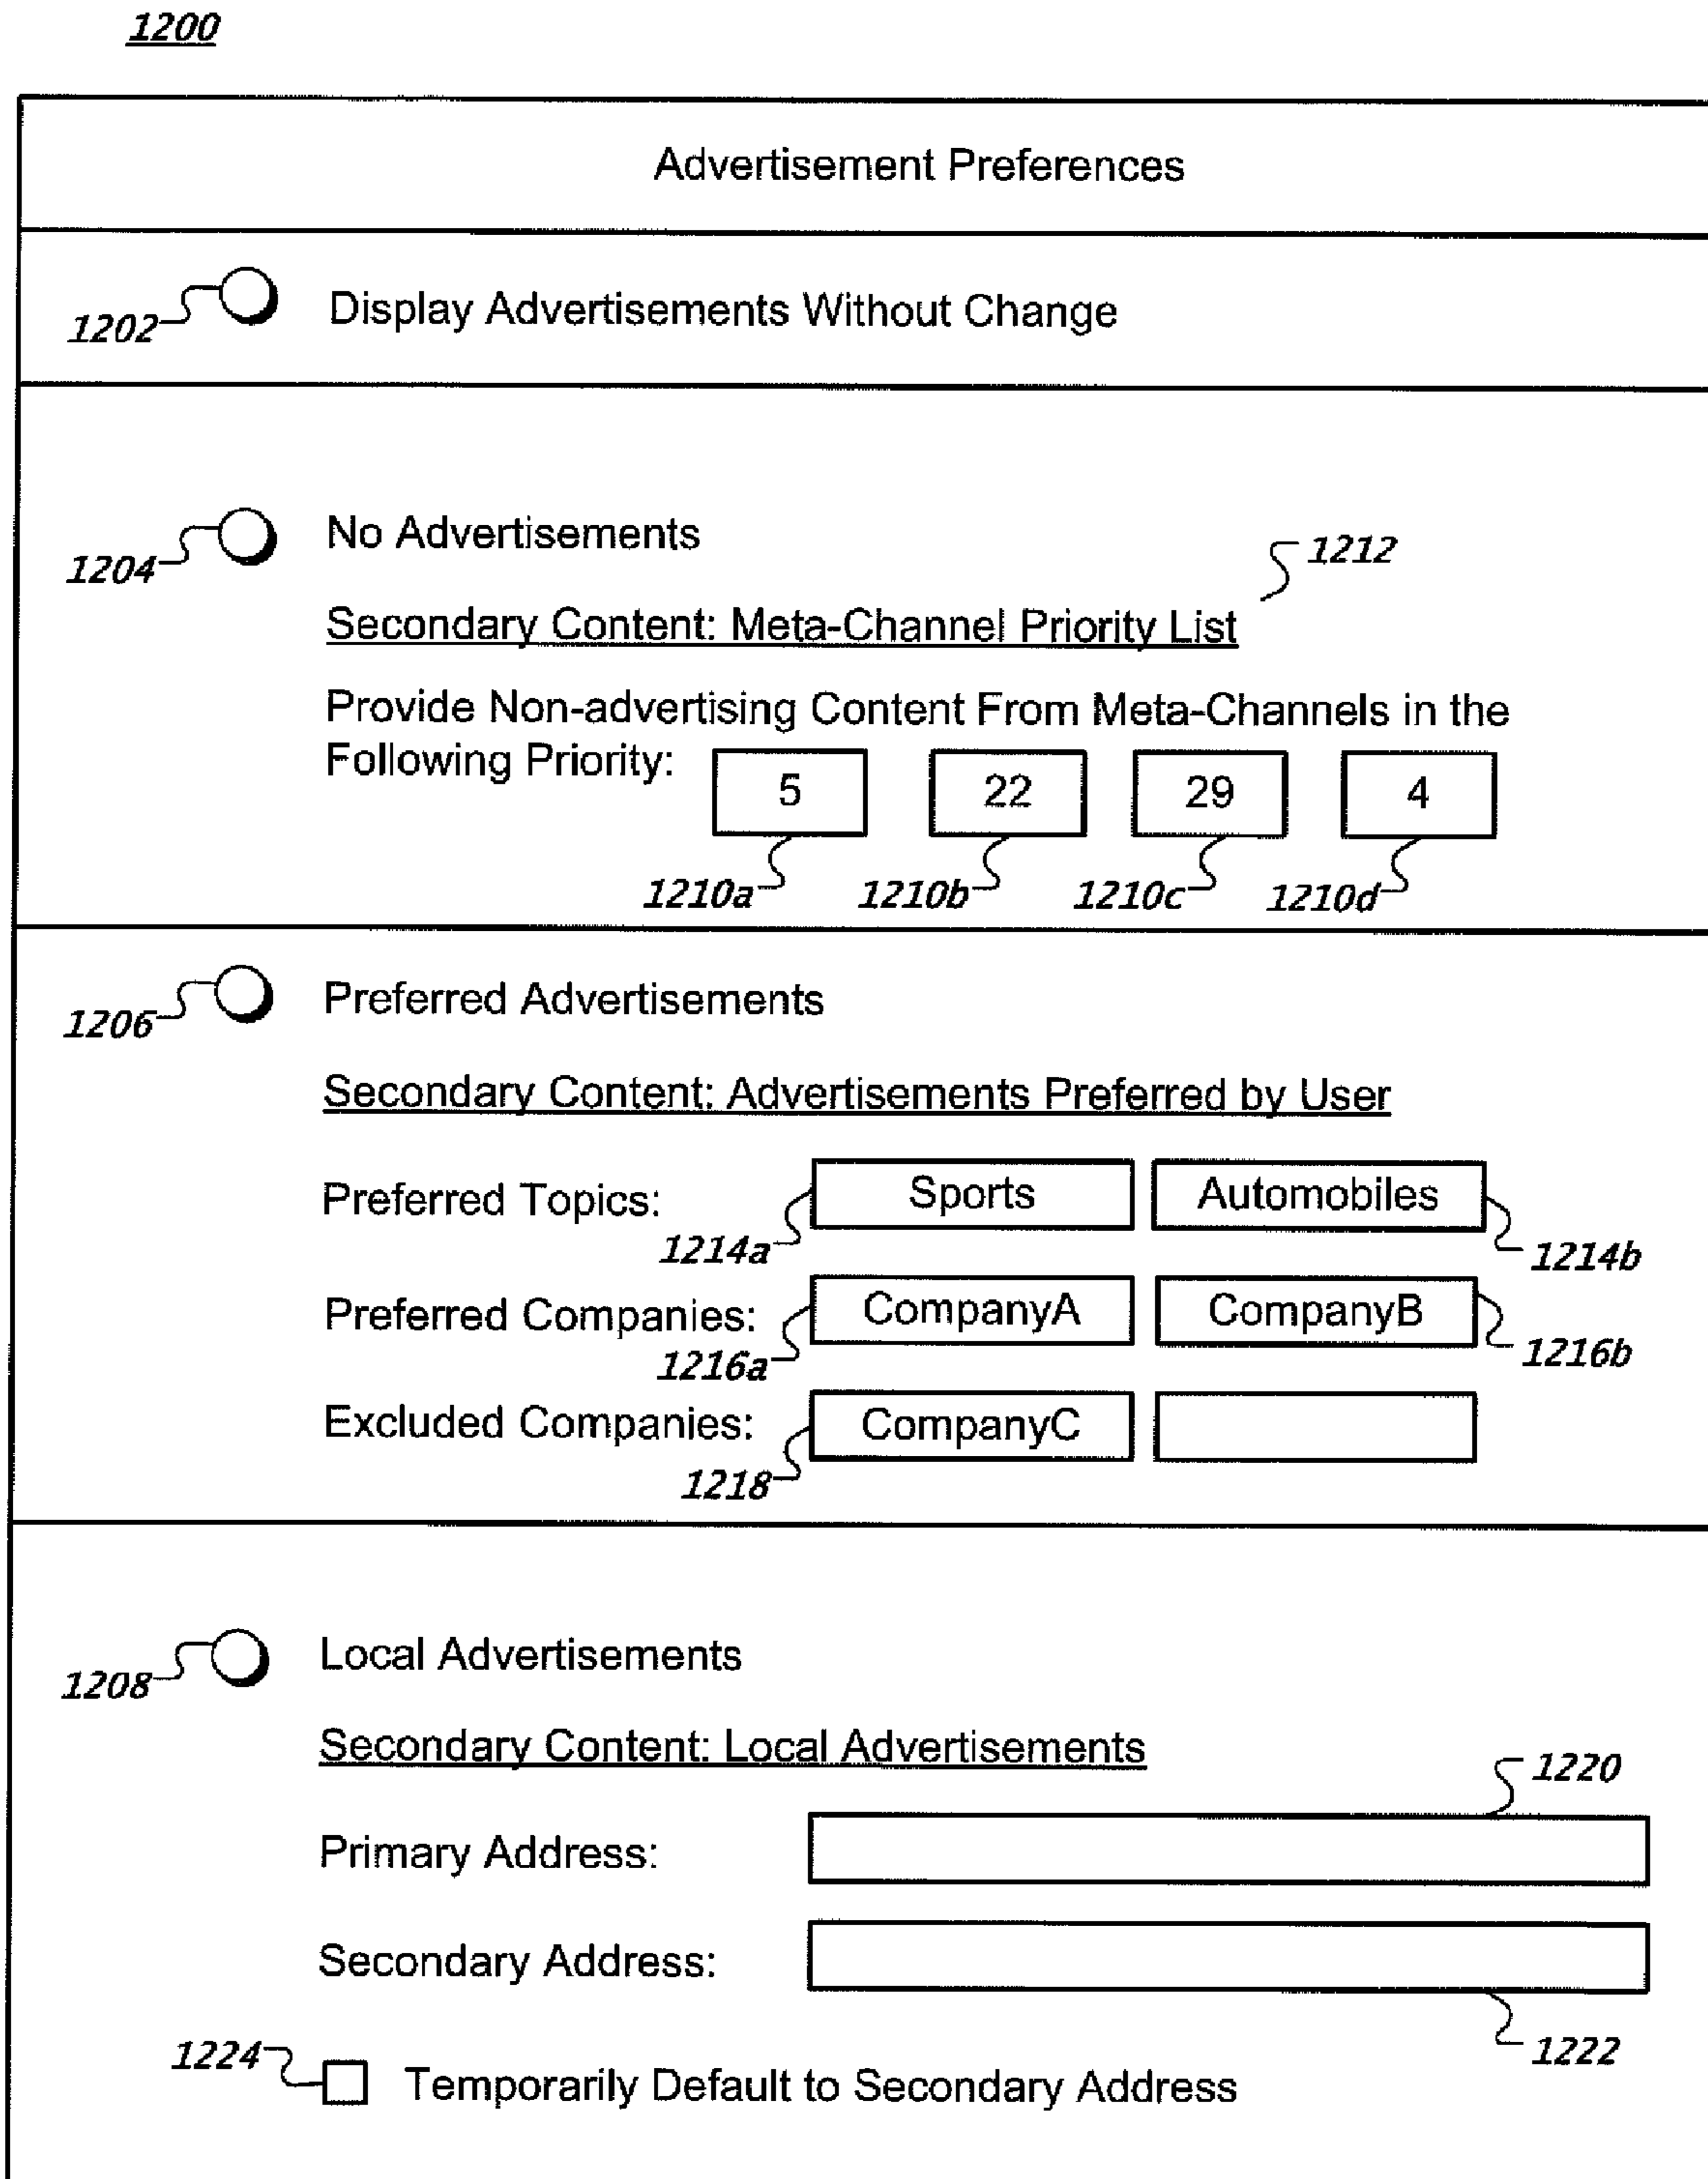 1200
Advertisement Preferences
1202 Display Advertisements Without Change
1204 No Advertisements
1212
Secondary Content: Meta-Channel Priority List
Provide Non-advertising Content From Meta-Channels in the
Following Priority: 5 22 29 4
1210a 1210b 1210c 1210d
1206 Preferred Advertisements
Secondary Content: Advertisements Preferred by User
Preferred Topics: Sports Automobiles
1214a 1214b
Preferred Companies: CompanyA CompanyB
1216a 1216b
Excluded Companies: CompanyC
1218
1208 Local Advertisements
Secondary Content: Local Advertisements
1220
Primary Address:
Secondary Address:
1222
1224 Temporarily Default to Secondary Address